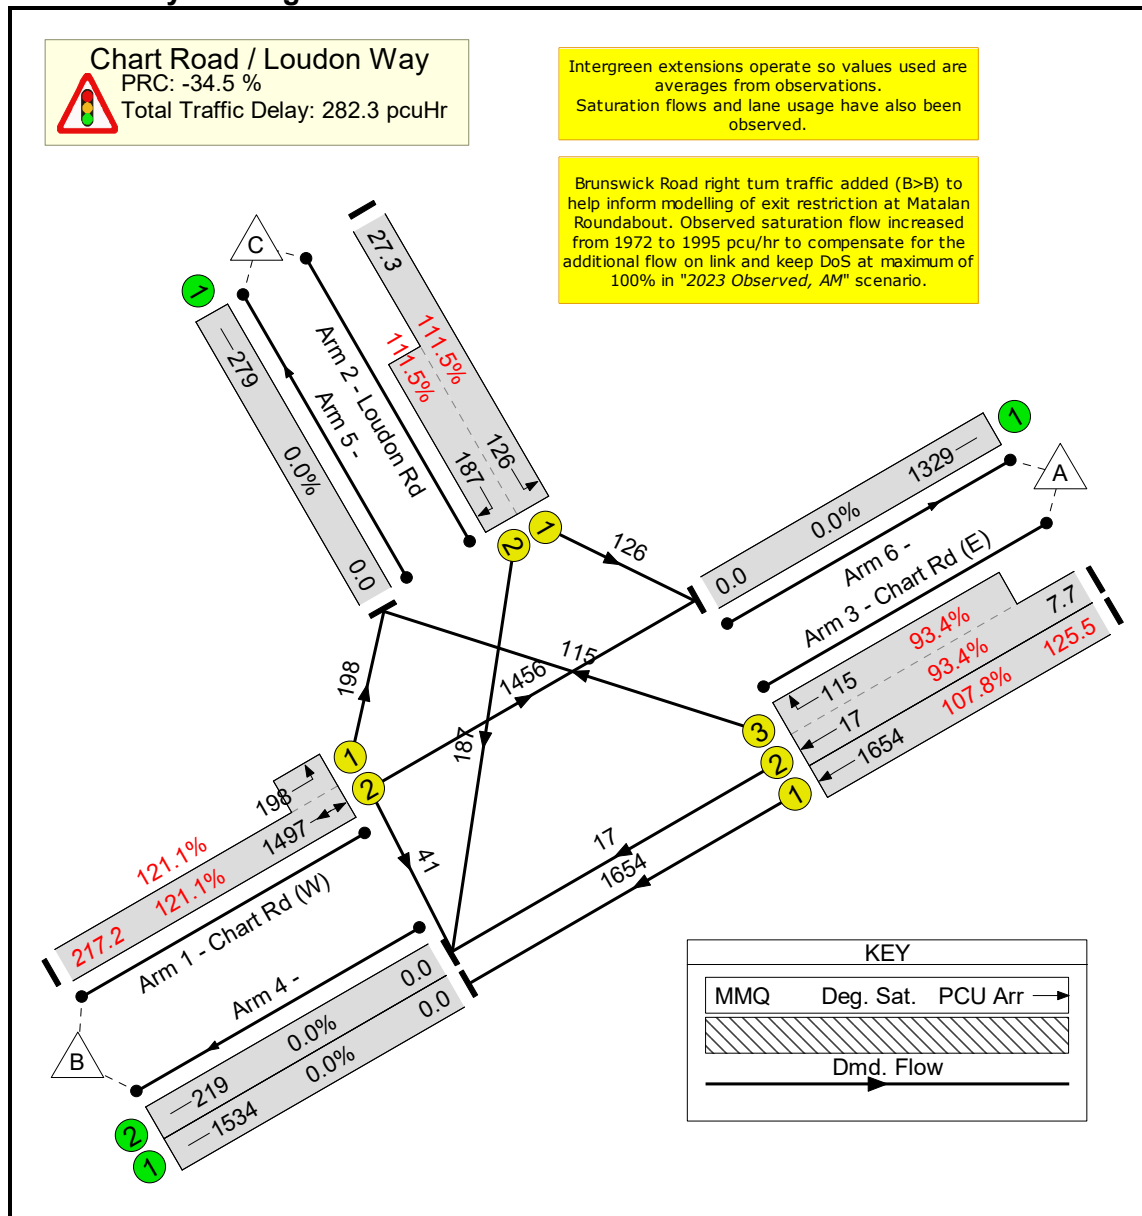 Chart Road / Loudon Way
PRC: -34.5 %
Total Traffic Delay: 282.3 pcuHr
Intergreen extensions operate so values used are
averages from observations.
Saturation flows and lane usage have also been
observed.
Brunswick Road right turn traffic added (B>B) to
help inform modelling of exit restriction at Matalan
Roundabout. Observed saturation flow increased
from 1972 to 1995 pcu/hr to compensate for the
additional flow on link and keep DoS at maximum of
100% in "2023 Observed, AM" scenario.
C
1
279
0.0%
0.0
Arm 5 -
Arm 2 - Loudon Rd
27.3
111.5%
111.5%
126
187
1
2
126
187
1456
115
198
1
1329
0.0%
0.0
A
Arm 6 -
Arm 3 - Chart Rd (E)
93.4%
7.7
93.4%
125.5
107.8%
115
17
1654
3
2
1
17
1654
41
1
2
198
1497
121.1%
121.1%
217.2
Arm 1 - Chart Rd (W)
Arm 4 -
B
0.0
0.0%
219
0.0
0.0%
1534
2
1
KEY
MMQ Deg. Sat. PCU Arr
Dmd. Flow